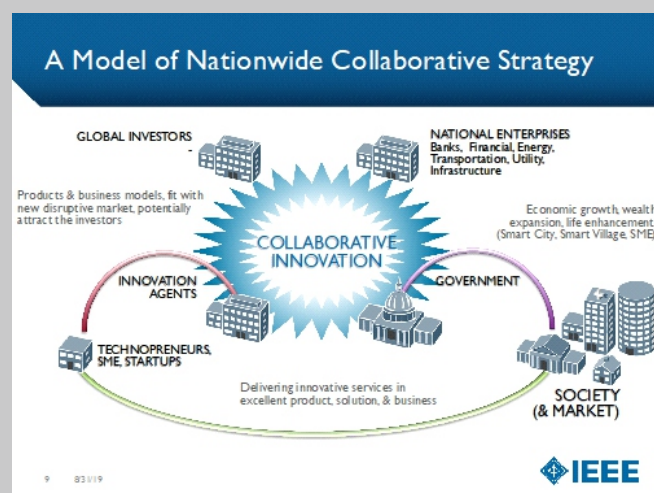 A Model of Nationwide Collaborative Strategy
GLOBAL INVESTORS
-
NATIONAL ENTERPRISES
Banks, Financial, Energy,
Transportation, Utility,
Infrastructure
Products & business models, fit with
new disruptive market, potentially
attract the investors
Economic growth, wealth
expansion, life enhancement
(Smart City, Smart Village, SME)
COLLABORATIVE
INNOVATION
INNOVATION
AGENTS
GOVERNMENT
TECHNOPRENEURS,
SME, STARTUPS
Delivering innovative services in
excellent product, solution, & business
SOCIETY
(& MARKET)
9
8/31/19
IEEE